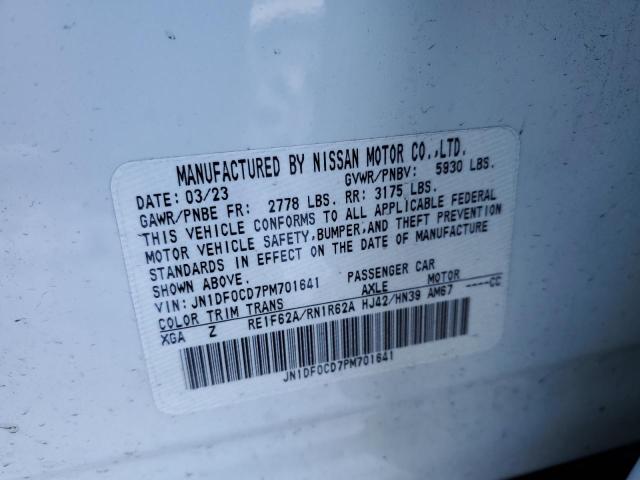 MANUFACTURED BY NISSAN MOTOR CO.,LTD.
DATE: 03/23 GVWR/PNBV: 5930 LBS.
GAWR/PNBE FR: 2778 LBS. RR: 3175 LBS.
THIS VEHICLE CONFORMS TO ALL APPLICABLE FEDERAL
MOTOR VEHICLE SAFETY,BUMPER,AND THEFT PREVENTION
STANDARDS IN EFFECT ON THE DATE OF MANUFACTURE
SHOWN ABOVE.
VIN: JN1DF0CD7PM701641 PASSENGER CAR
COLOR TRIM TRANS AXLE MOTOR
XGA Z RE1F62A/RN1R62A HJ42/HN39 AM67 ----CC
JN1DF0CD7PM701641